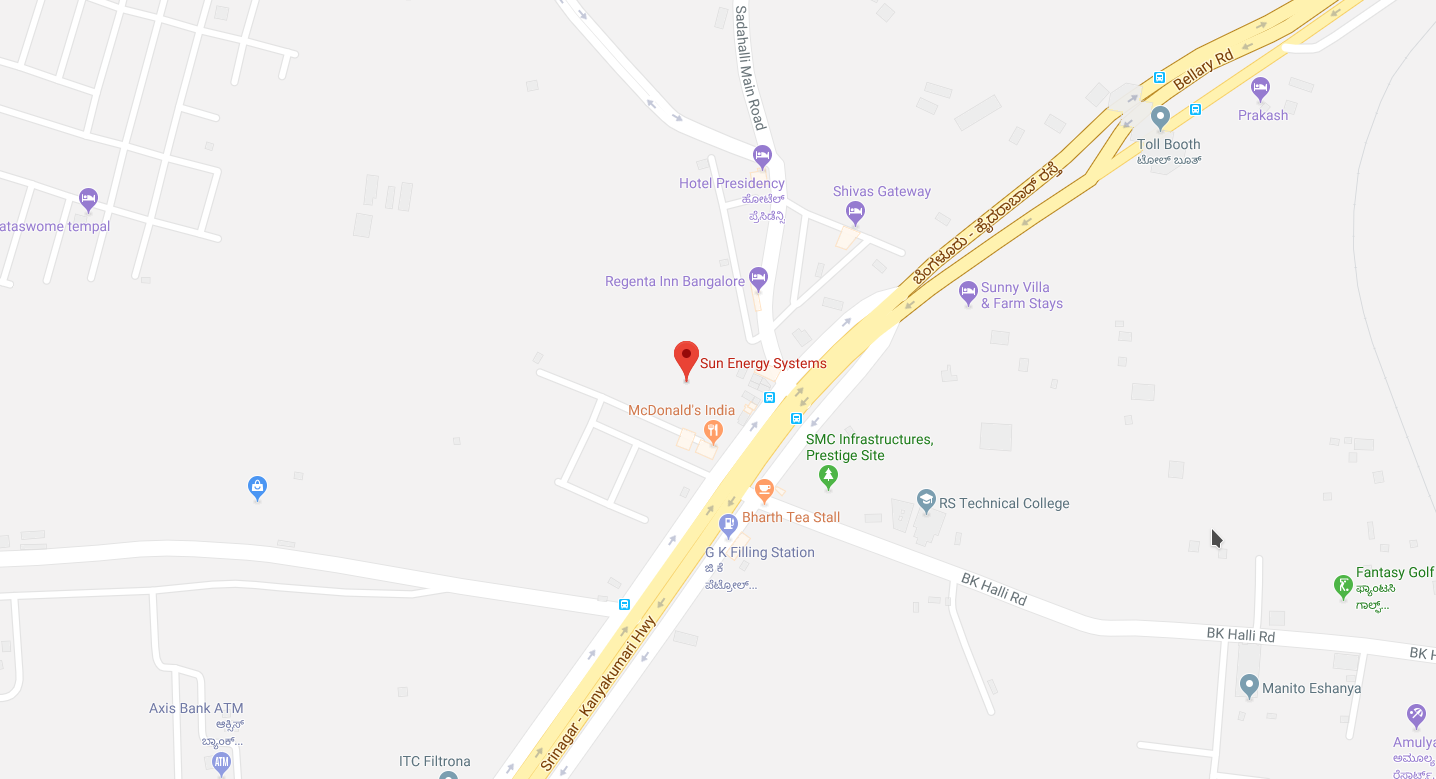 Sadahalli Main Road
Bellary Rd
Prakash
Toll Booth
ಟೋಲ್ ಬೂತ್
Hotel Presidency
ಹೋಟೆಲ್
ಪ್ರೆಸಿಡೆನ್ಸಿ
Shivas Gateway
ataswome tempal
ಬೆಂಗಳೂರು - ಹೈದರಾಬಾದ್ ರಸ್ತೆ
Regenta Inn Bangalore
Sunny Villa
& Farm Stays
Sun Energy Systems
McDonald's India
SMC Infrastructures,
Prestige Site
RS Technical College
Bharth Tea Stall
G K Filling Station
ಜಿ ಕೆ
ಪೆಟ್ರೋಲ್...
BK Halli Rd
Fantasy Golf
ಫ್ಯಾಂಟಸಿ
ಗಾಲ್ಫ್...
BK Halli Rd
BK H
Srinagar - Kanyakumari Hwy
Manito Eshanya
Axis Bank ATM
ಆಕ್ಸಿಸ್
ಬ್ಯಾಂಕ್...
ATM
Amulya
ಅಮೂಲ್ಯ
ರೆಸಾರ್ಟ್
ITC Filtrona